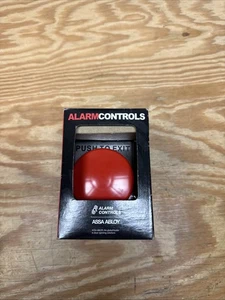 ALARMCONTROLS
PUSH TO EXIT
ALARM
CONTROLS
ASSA ABLOY